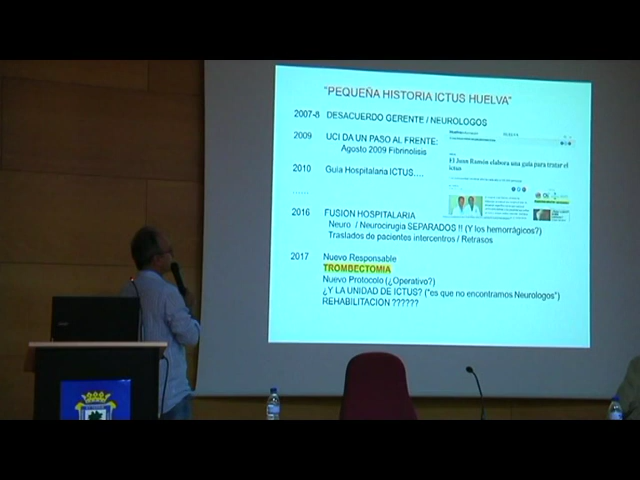 "PEQUEÑA HISTORIA ICTUS HUELVA"
2007-8 DESACUERDO GERENTE / NEUROLOGOS
2009 UCI DA UN PASO AL FRENTE:
Agosto 2009 Fibrinolisis
2010 Guía Hospitalaria ICTUS....
El Juan Ramón elabora una guía para tratar el
ictus
......
2016 FUSION HOSPITALARIA
Neuro / Neurocirugia SEPARADOS !! (Y los hemorrágicos?)
Traslados de pacientes intercentros / Retrasos
2017 Nuevo Responsable
TROMBECTOMIA
Nuevo Protocolo (¿Operativo?)
¿Y LA UNIDAD DE ICTUS? ("es que no encontramos Neurologos")
REHABILITACION ??????